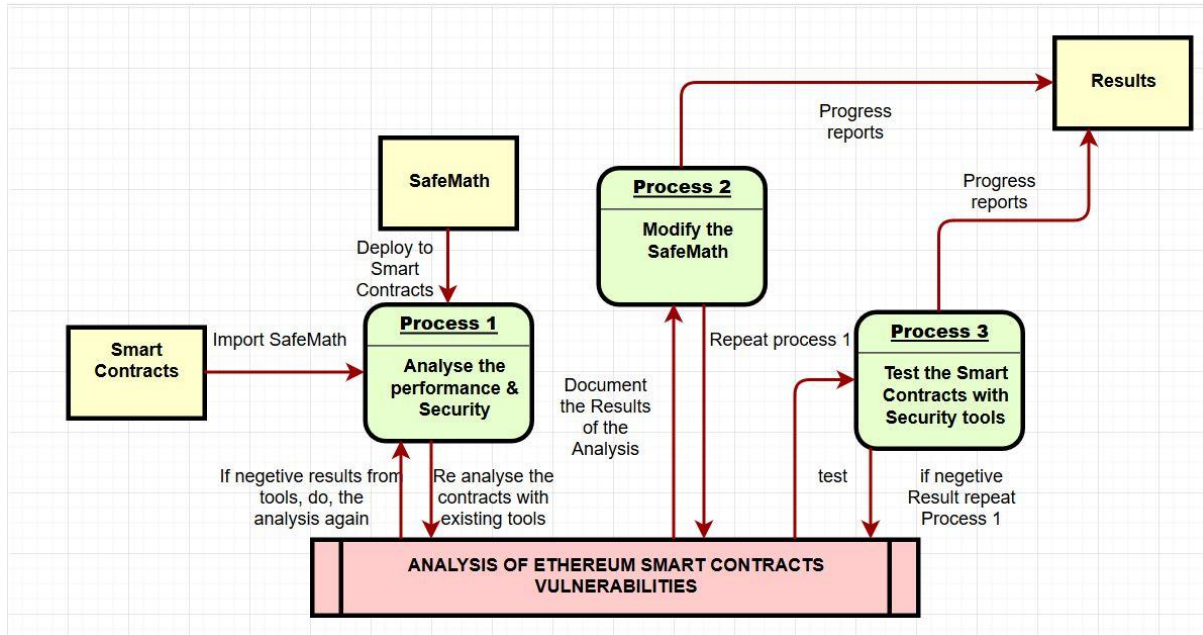 Results
Progress
reports
SafeMath
Process 2
Modify the
SafeMath
Progress
reports
Deploy to
Smart
Contracts
Smart
Contracts
Import SafeMath
Process 1
Analyse the
performance &
Security
Repeat process 1
Process 3
Test the Smart
Contracts with
Security tools
Document
the Results
of the
Analysis
If negetive results from
tools, do, the
analysis again
Re analyse the
contracts with
existing tools
test
if negetive
Result repeat
Process 1
ANALYSIS OF ETHEREUM SMART CONTRACTS
VULNERABILITIES